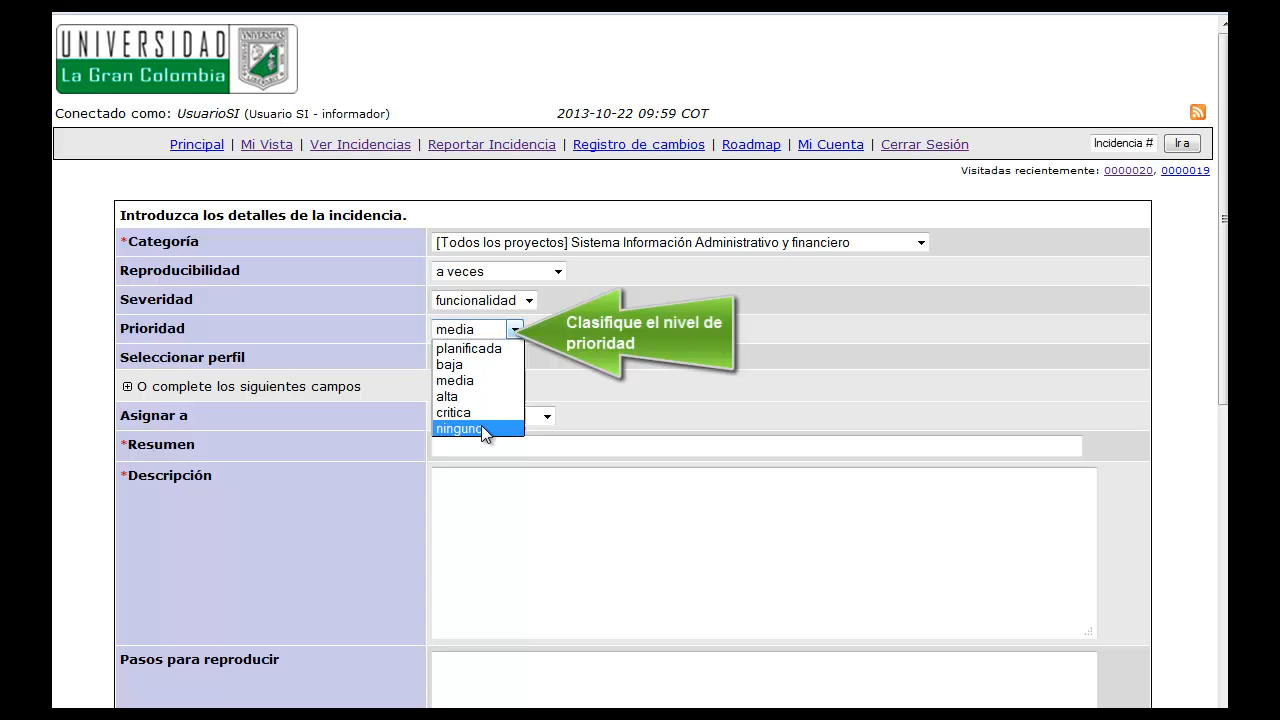 UNIVERSIDAD
La Gran Colombia
Conectado como: UsuarioSI (Usuario SI - informador)
2013-10-22 09:59 COT
Principal | Mi Vista | Ver Incidencias | Reportar Incidencia | Registro de cambios | Roadmap | Mi Cuenta | Cerrar Sesión
Incidencia # Ir a
Visitadas recientemente: 0000020, 0000019
Introduzca los detalles de la incidencia.
*Categoría [Todos los proyectos] Sistema Información Administrativo y financiero
Reproducibilidad a veces
Severidad funcionalidad
Prioridad media
Clasifique el nivel de
prioridad
planificada
baja
media
alta
critica
ninguno
Seleccionar perfil
O complete los siguientes campos
Asignar a
*Resumen
*Descripción
Pasos para reproducir